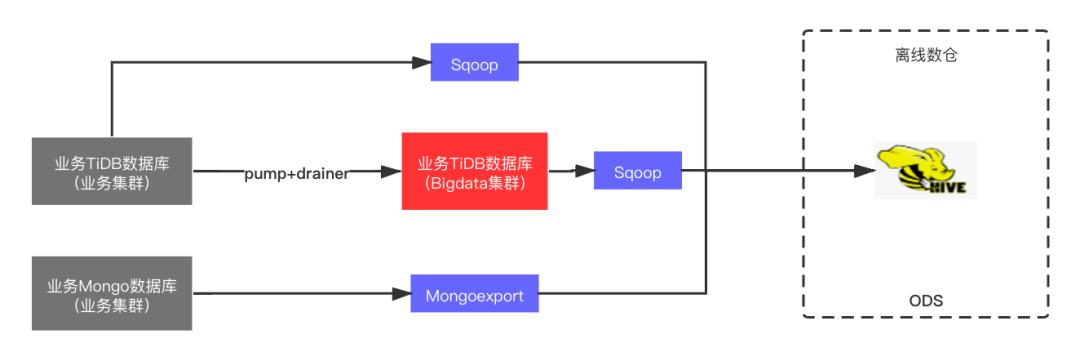 离线数仓
Sqoop
业务TiDB数据库
（业务集群）
pump+drainer
业务TiDB数据库
（Bigdata集群）
Sqoop
HIVE
业务Mongo数据库
（业务集群）
Mongoexport
ODS